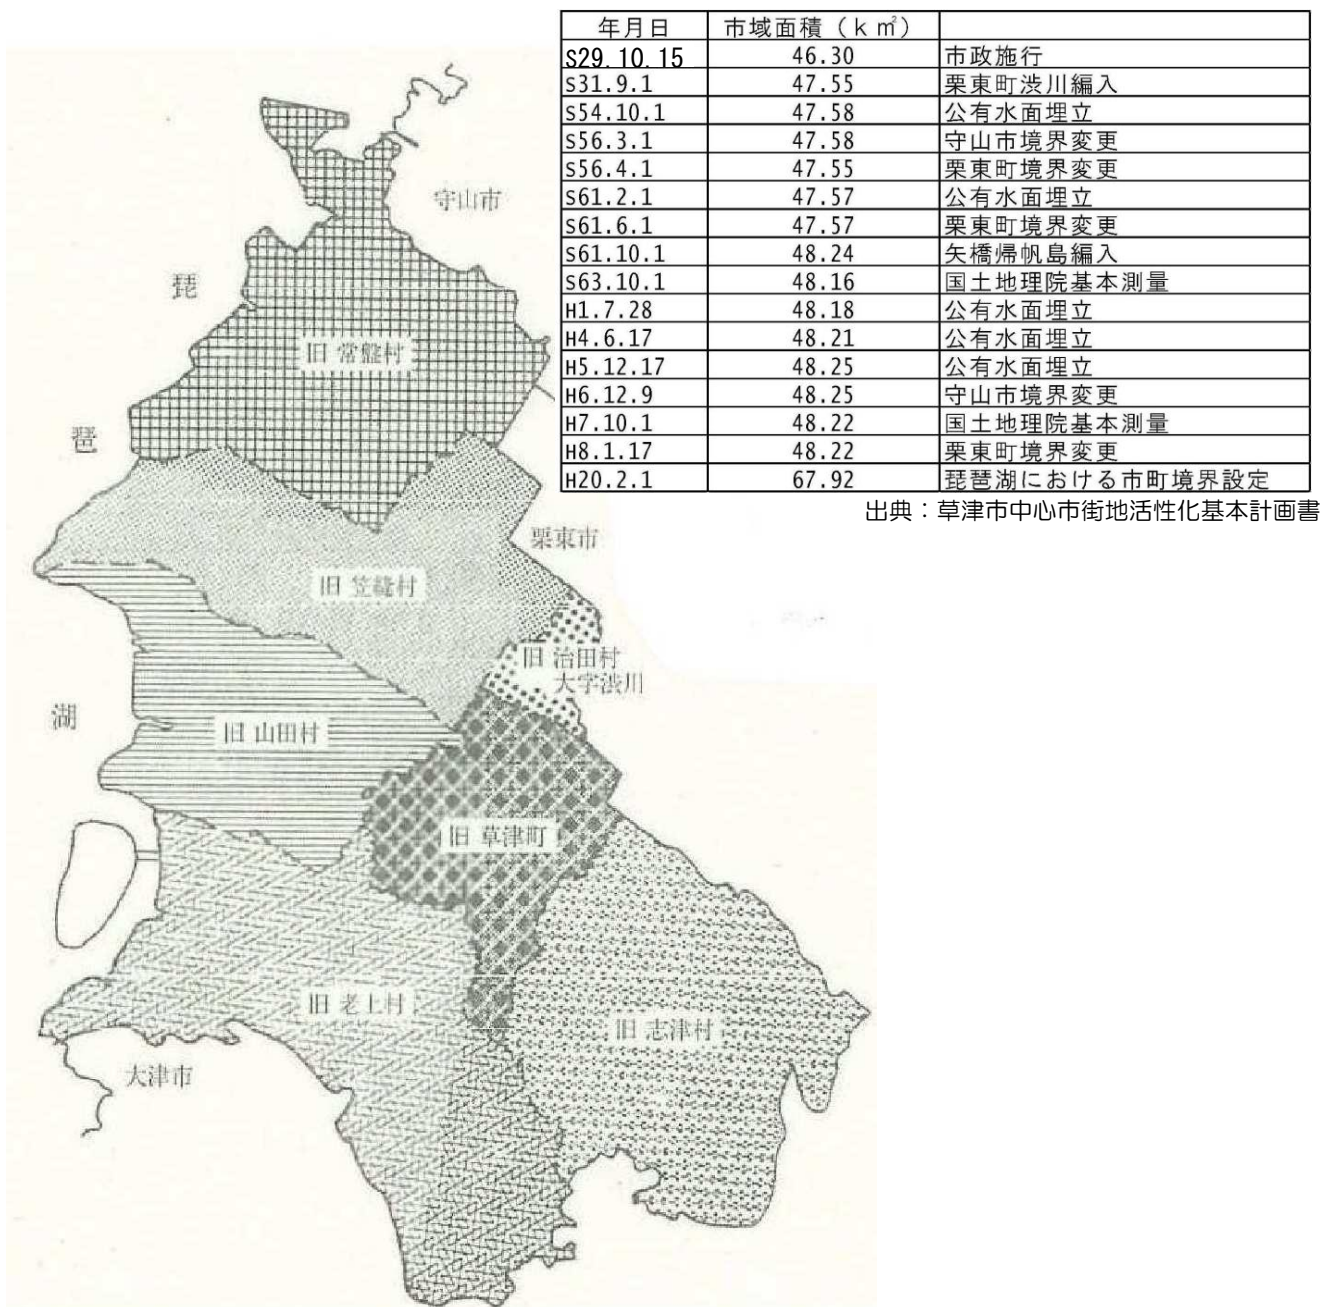 年月日 市域面積（ｋ㎡）
S29.10.15 46.30 市政施行
S31.9.1 47.55 栗東町渋川編入
S54.10.1 47.58 公有水面埋立
S56.3.1 47.58 守山市境界変更
S56.4.1 47.55 栗東町境界変更
S61.2.1 47.57 公有水面埋立
S61.6.1 47.57 栗東町境界変更
S61.10.1 48.24 矢橋帰帆島編入
S63.10.1 48.16 国土地理院基本測量
H1.7.28 48.18 公有水面埋立
H4.6.17 48.21 公有水面埋立
H5.12.17 48.25 公有水面埋立
H6.12.9 48.25 守山市境界変更
H7.10.1 48.22 国土地理院基本測量
H8.1.17 48.22 栗東町境界変更
H20.2.1 67.92 琵琶湖における市町境界設定
出典：草津市中心市街地活性化基本計画書
守山市
琵
琶
湖
旧 常盤村
栗東市
旧 笠縫村
旧 治田村
大字渋川
旧 山田村
旧 草津町
旧 老上村
旧 志津村
大津市